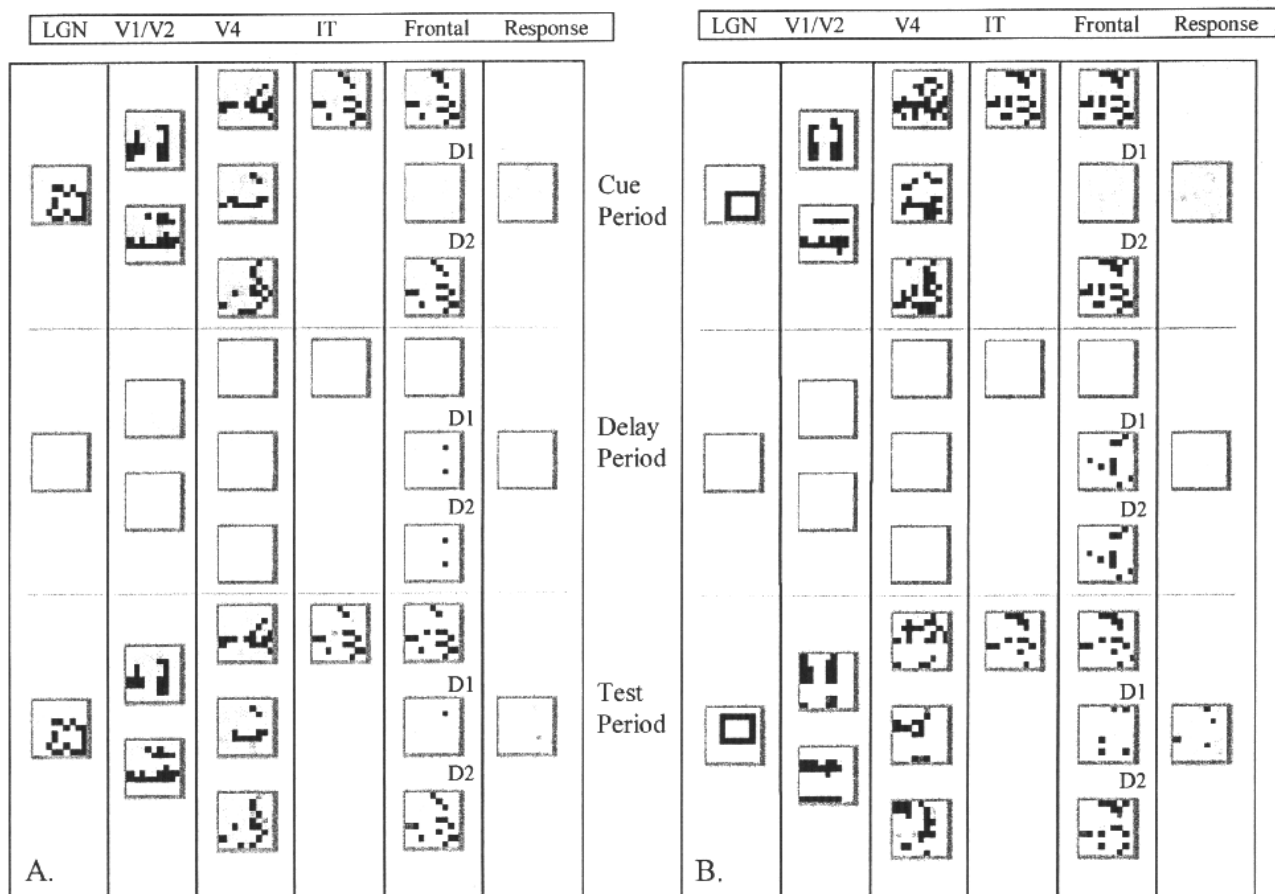 LGN V1/V2 V4 IT Frontal Response
LGN V1/V2 V4 IT Frontal Response
D1
D2
D1
D2
D1
D2
A.
Cue
Period
Delay
Period
Test
Period
D1
D2
D1
D2
D1
D2
B.